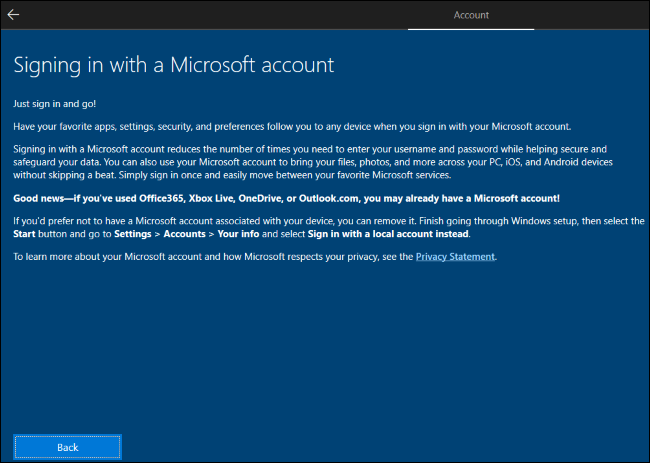 Account
Signing in with a Microsoft account
Just sign in and go!
Have your favorite apps, settings, security, and preferences follow you to any device when you sign in with your Microsoft account.
Signing in with a Microsoft account reduces the number of times you need to enter your username and password while helping secure and
safeguard your data. You can also use your Microsoft account to bring your files, photos, and more across your PC, iOS, and Android devices
without skipping a beat. Simply sign in once and easily move between your favorite Microsoft services.
Good news—if you've used Office365, Xbox Live, OneDrive, or Outlook.com, you may already have a Microsoft account!
If you'd prefer not to have a Microsoft account associated with your device, you can remove it. Finish going through Windows setup, then select the
Start button and go to Settings > Accounts > Your info and select Sign in with a local account instead.
To learn more about your Microsoft account and how Microsoft respects your privacy, see the Privacy Statement.
Back